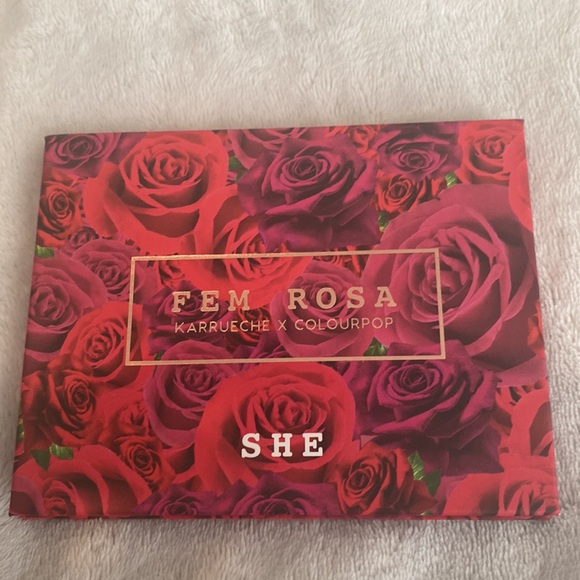 FEM ROSA
KARRUECHE X COLOURPOP
SHE